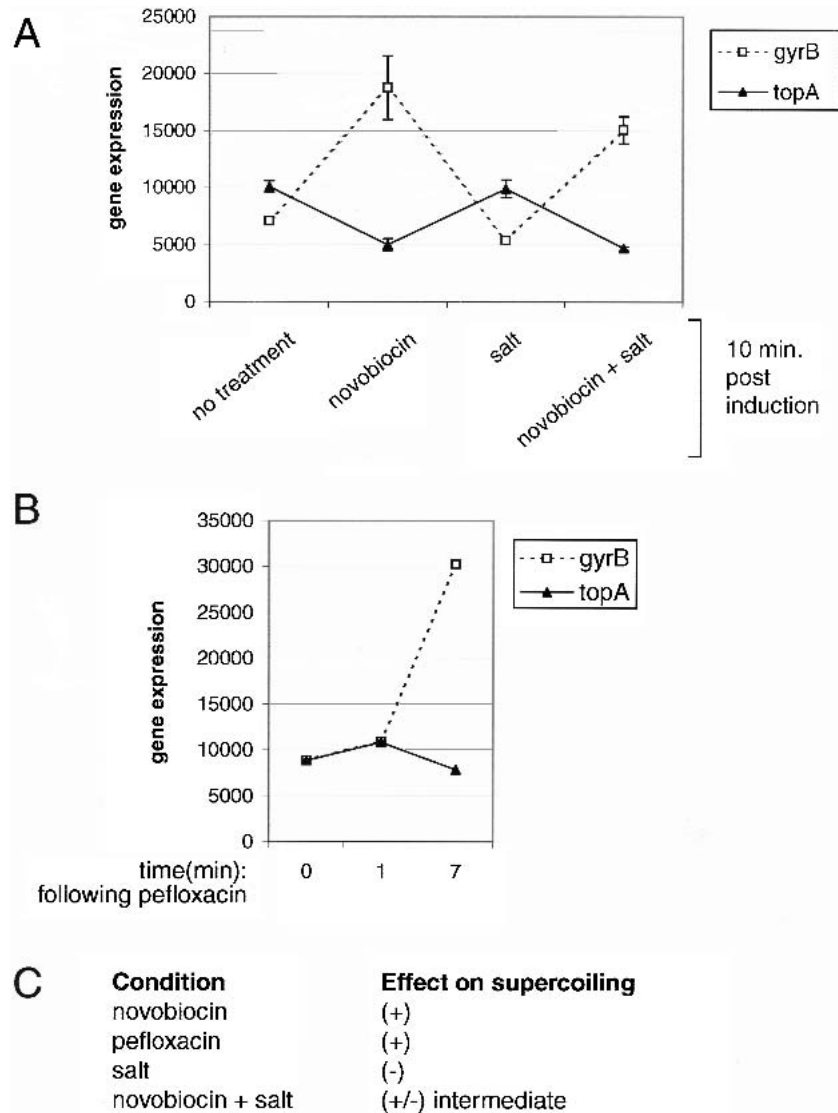 A
25000
20000
15000
10000
5000
0
gene expression
gyrB
topA
no treatment
novobiocin
salt
novobiocin + salt
10 min.
post
induction
B
35000
30000
25000
20000
15000
10000
5000
0
gene expression
gyrB
topA
time(min): 0 1 7
following pefloxacin
C
Condition Effect on supercoiling
novobiocin (+)
pefloxacin (+)
salt (-)
novobiocin + salt (+/-) intermediate